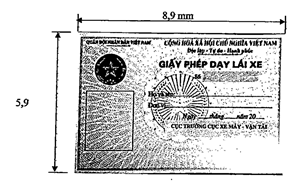 8,9 mm
QUÂN ĐỘI NHÂN DÂN VIỆT NAM
CỘNG HOÀ XÃ HỘI CHỦ NGHĨA VIỆT NAM
Độc lập - Tự do - Hạnh phúc
GIẤY PHÉP DẠY LÁI XE
Số
5,9
Họ và tên
Đơn vị
Ngày tháng năm 20
CỤC TRƯỞNG CỤC XE MÁY - VẬN TẢI